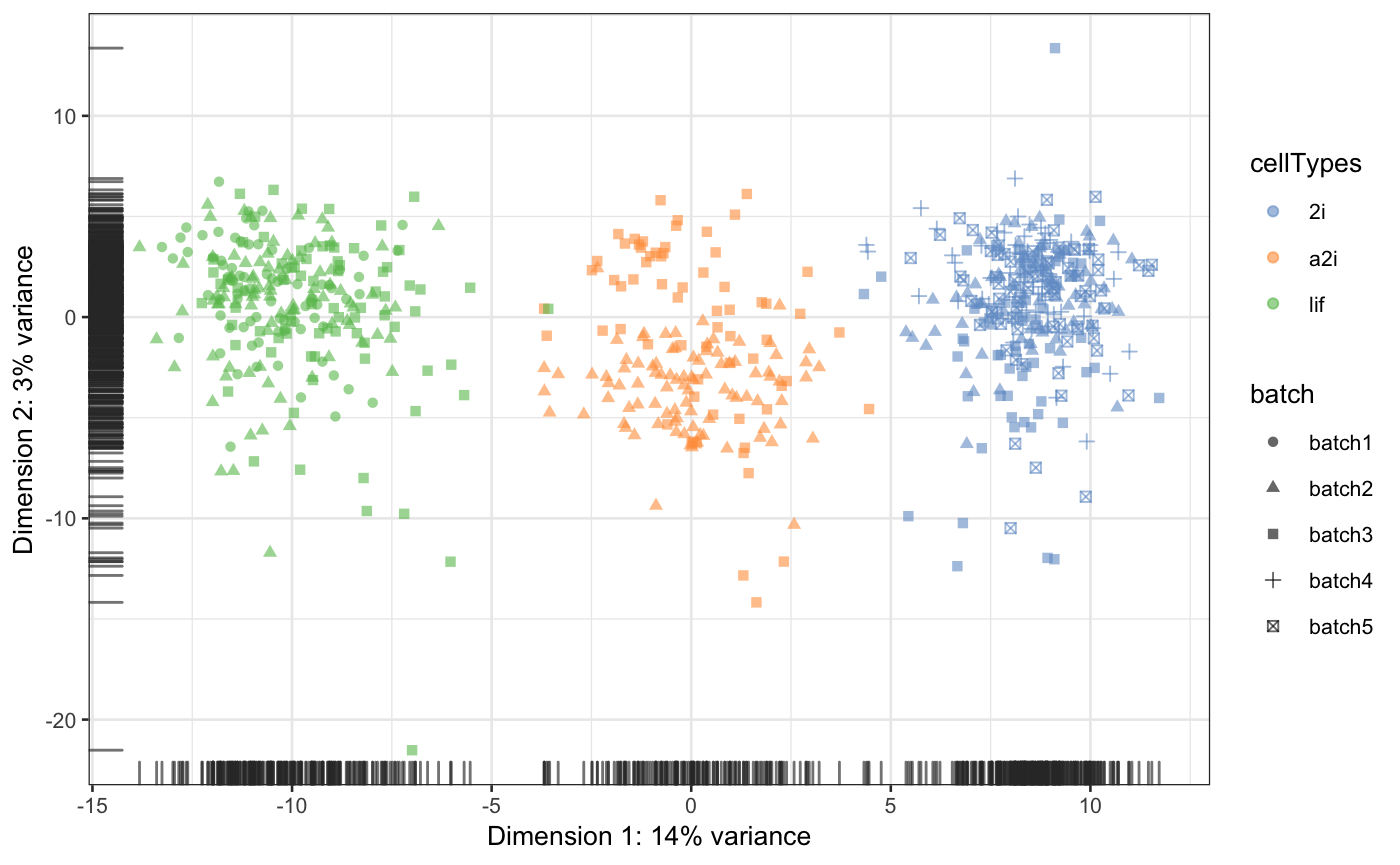 10
0
-10
-20
Dimension 2: 3% variance
-15
-10
-5
0
5
10
Dimension 1: 14% variance
cellTypes
2i
a2i
lif
batch
batch1
batch2
batch3
batch4
batch5